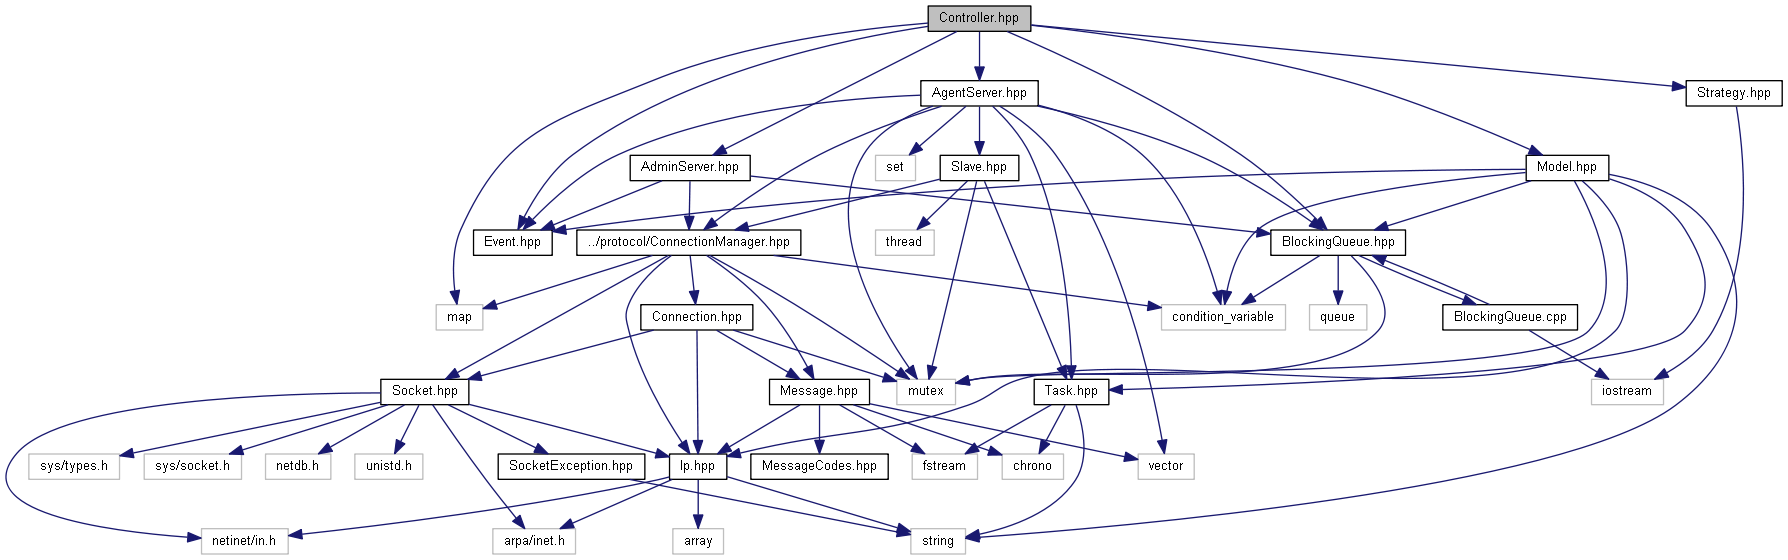 Controller.hpp
AgentServer.hpp
Strategy.hpp
AdminServer.hpp
set
Slave.hpp
Model.hpp
Event.hpp
../protocol/ConnectionManager.hpp
thread
BlockingQueue.hpp
map
Connection.hpp
condition_variable
queue
BlockingQueue.cpp
Socket.hpp
Message.hpp
mutex
Task.hpp
iostream
sys/types.h
sys/socket.h
netdb.h
unistd.h
SocketException.hpp
Ip.hpp
MessageCodes.hpp
fstream
chrono
vector
netinet/in.h
arpa/inet.h
array
string